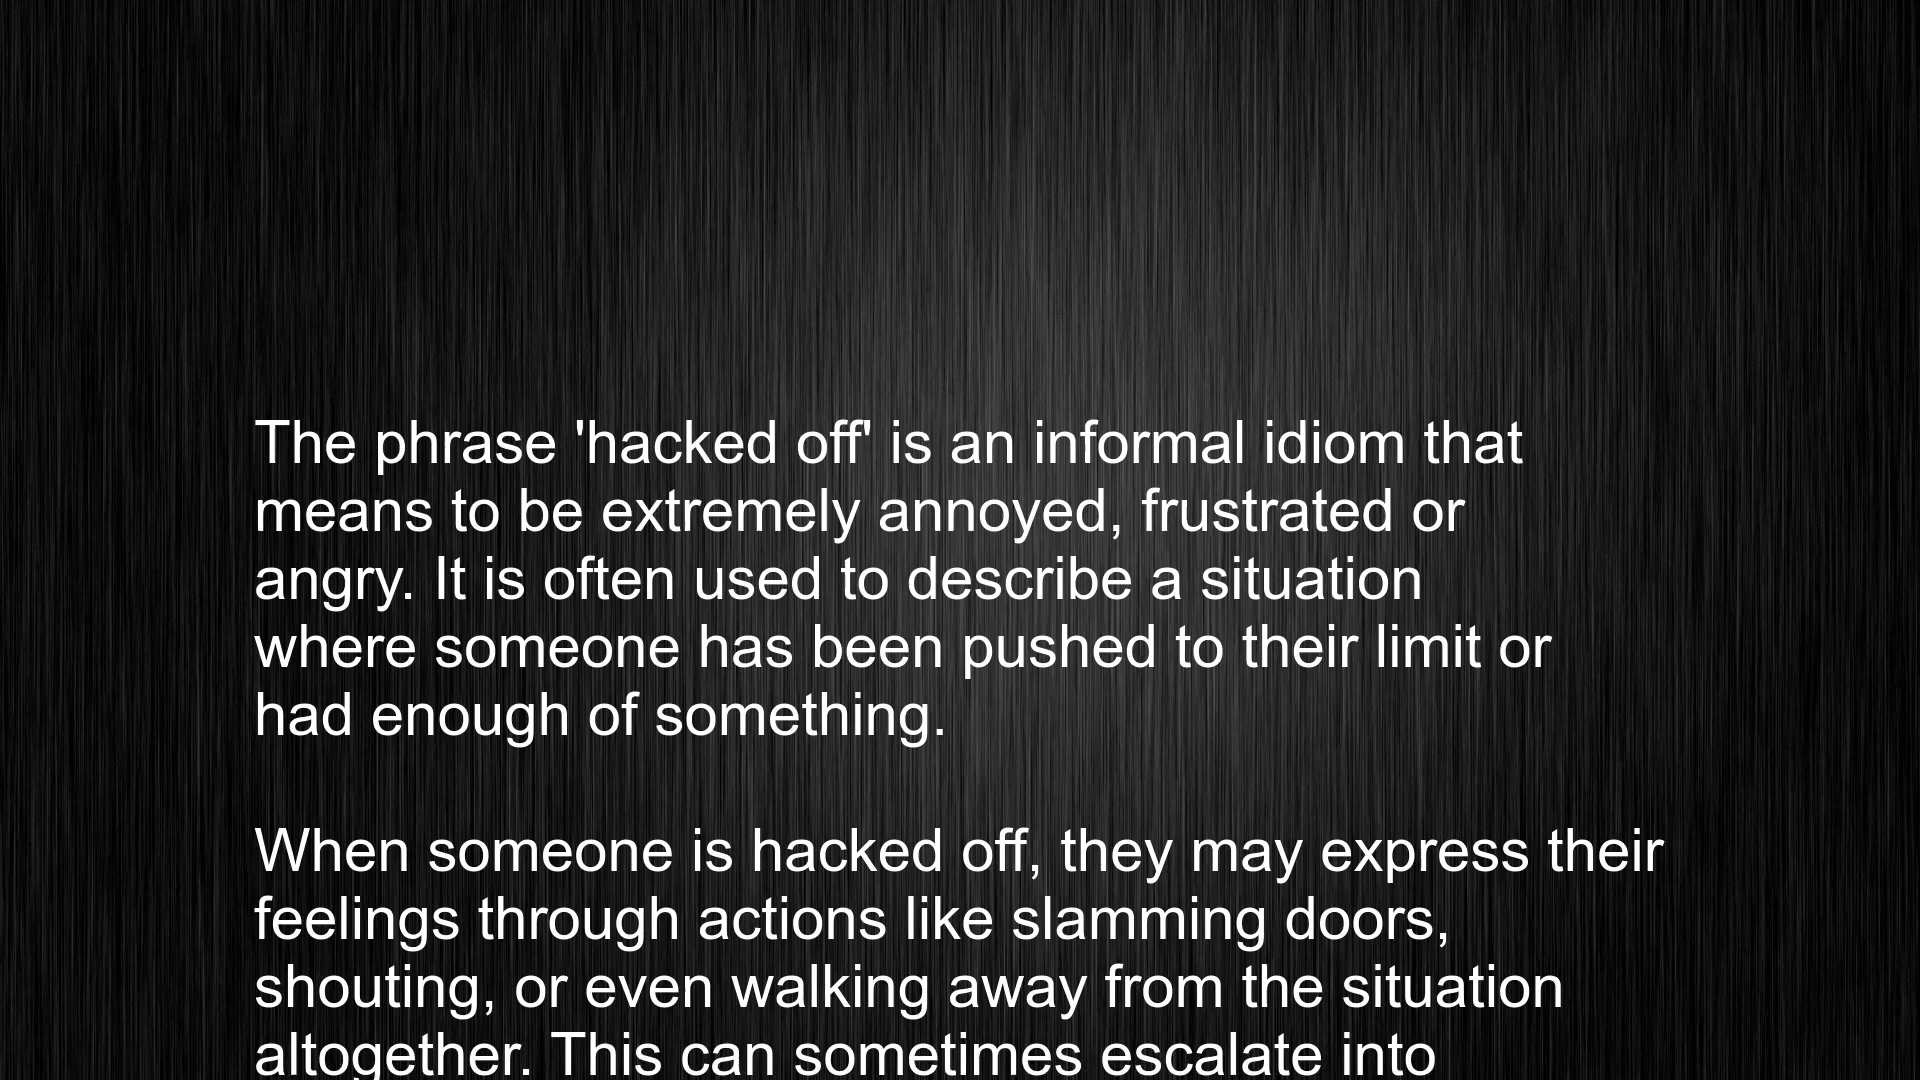 The phrase 'hacked off' is an informal idiom that
means to be extremely annoyed, frustrated or
angry. It is often used to describe a situation
where someone has been pushed to their limit or
had enough of something.
When someone is hacked off, they may express their
feelings through actions like slamming doors,
shouting, or even walking away from the situation
altogether. This can sometimes escalate into